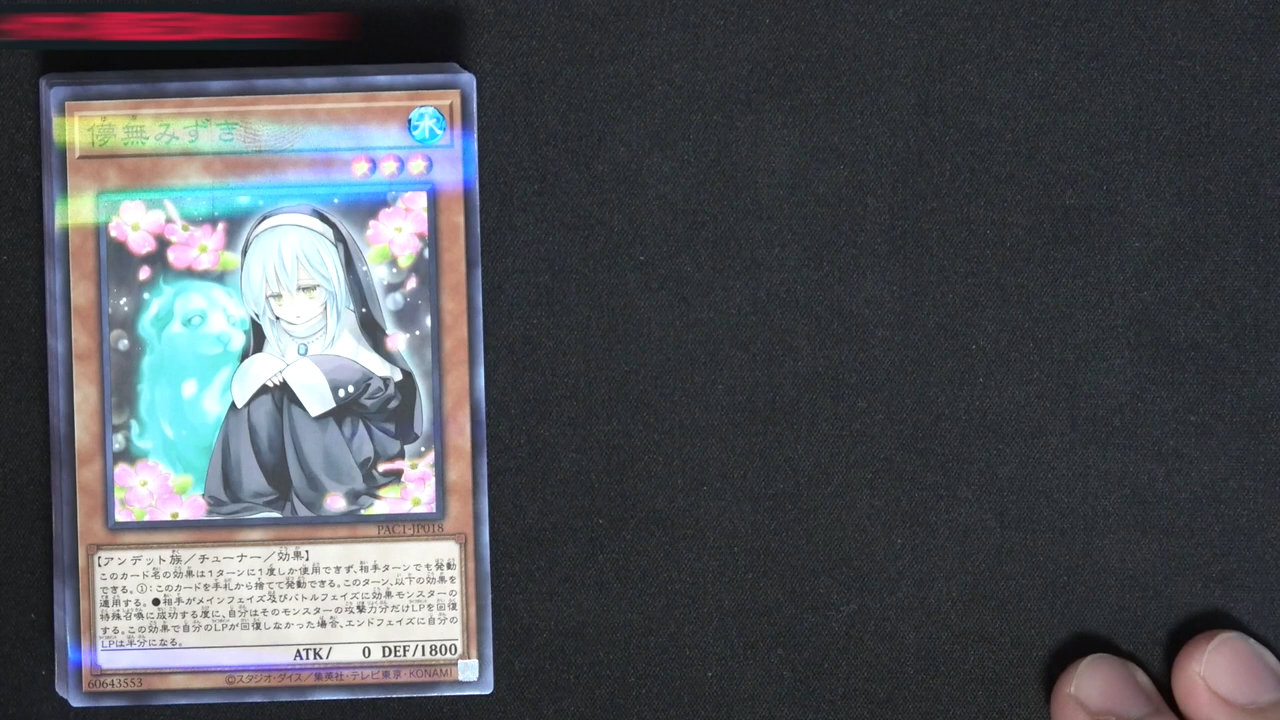 儚無みずき
水
PAC1-JP018
【アンデット族／チューナー／効果】
このカード名の効果は1ターンに1度しか使用できず、相手ターンでも発動
できる。①：このカードを手札から捨てて発動できる。このターン、以下の効果を
適用する。●相手がメインフェイズ及びバトルフェイズに効果モンスターの
特殊召喚に成功する度に、自分はそのモンスターの攻撃力分だけLPを回復
する。この効果で自分のLPが回復しなかった場合、エンドフェイズに自分の
LPは半分になる。
ATK/ 0 DEF/1800
60643553
©スタジオ・ダイス／集英社・テレビ東京・KONAMI